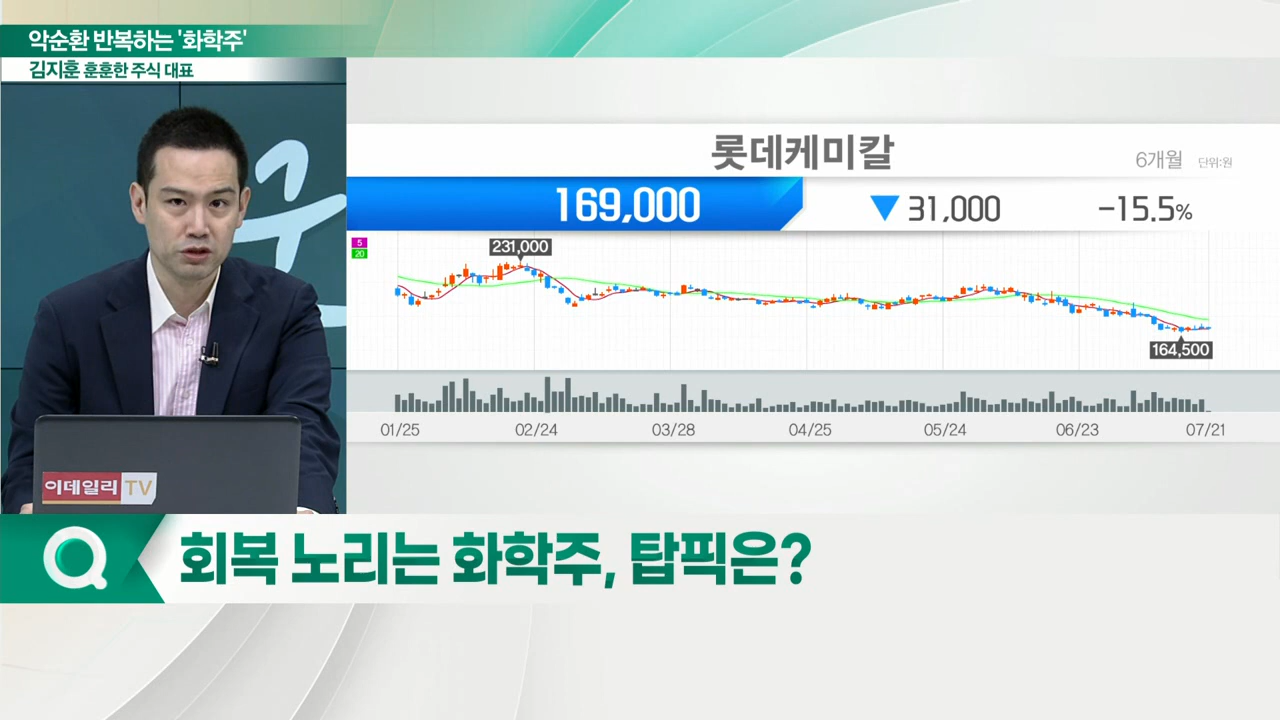 악순환 반복하는 '화학주'
김지훈 훈훈한 주식 대표
롯데케미칼
6개월 단위:원
169,000 ▼ 31,000 -15.5%
5
20
231,000
164,500
01/25 02/24 03/28 04/25 05/24 06/23 07/21
이데일리 TV
Q 회복 노리는 화학주, 탑픽은?